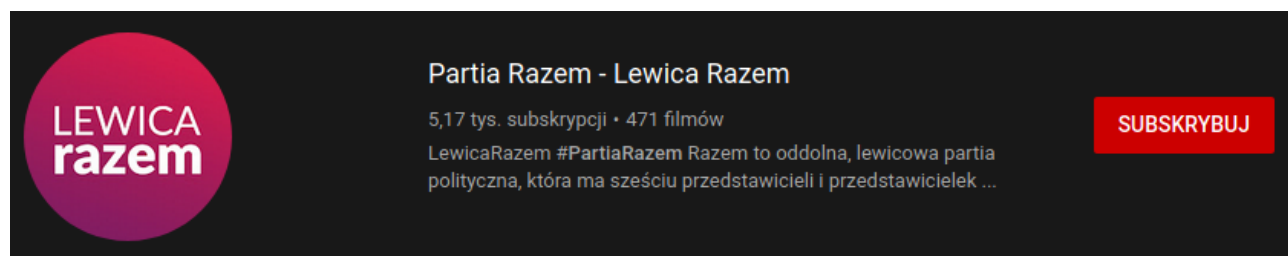 LEWICA
razem
Partia Razem - Lewica Razem
5,17 tys. subskrypcji • 471 filmów
LewicaRazem #PartiaRazem Razem to oddolna, lewicowa partia
polityczna, która ma sześciu przedstawicieli i przedstawicielek ...
SUBSKRYBUJ